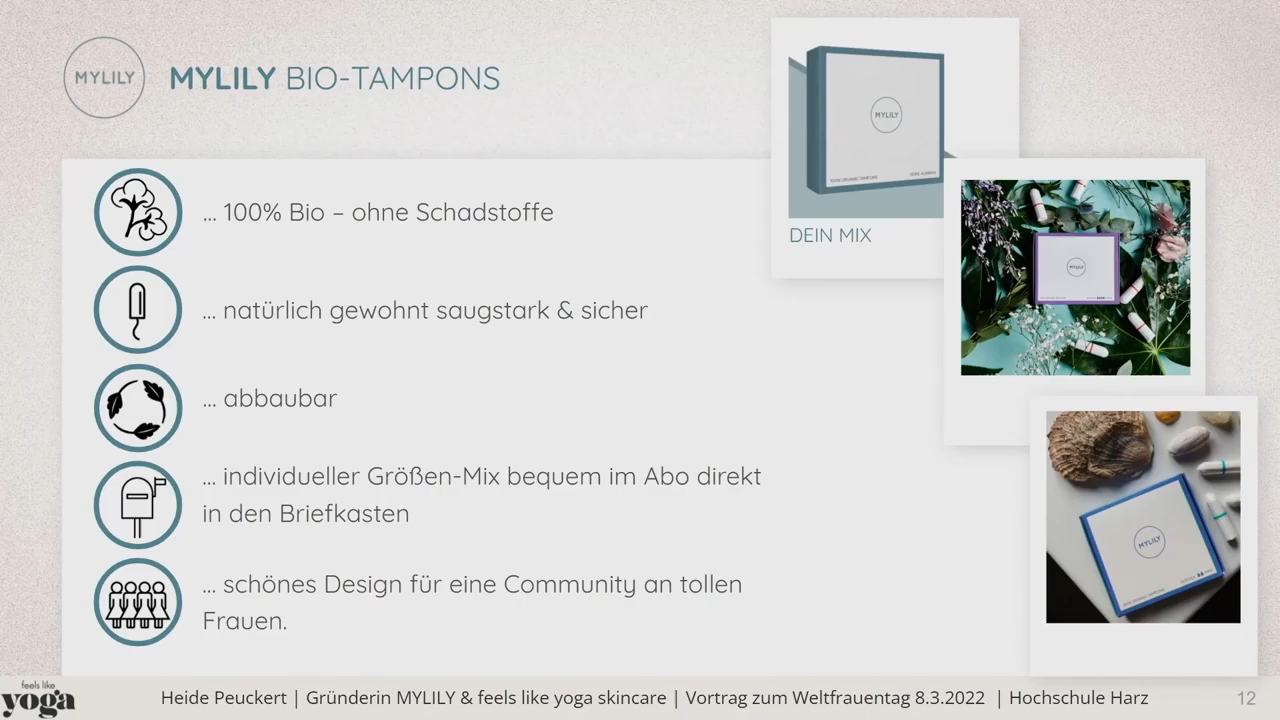 MYLILY
MYLILY BIO-TAMPONS
MYLILY
DEIN MIX
MYLILY
MYLILY
... 100% Bio – ohne Schadstoffe
... natürlich gewohnt saugstark & sicher
... abbaubar
... individueller Größen-Mix bequem im Abo direkt
in den Briefkasten
... schönes Design für eine Community an tollen
Frauen.
feels like
yoga
Heide Peuckert | Gründerin MYLILY & feels like yoga skincare | Vortrag zum Weltfrauentag 8.3.2022 | Hochschule Harz
12